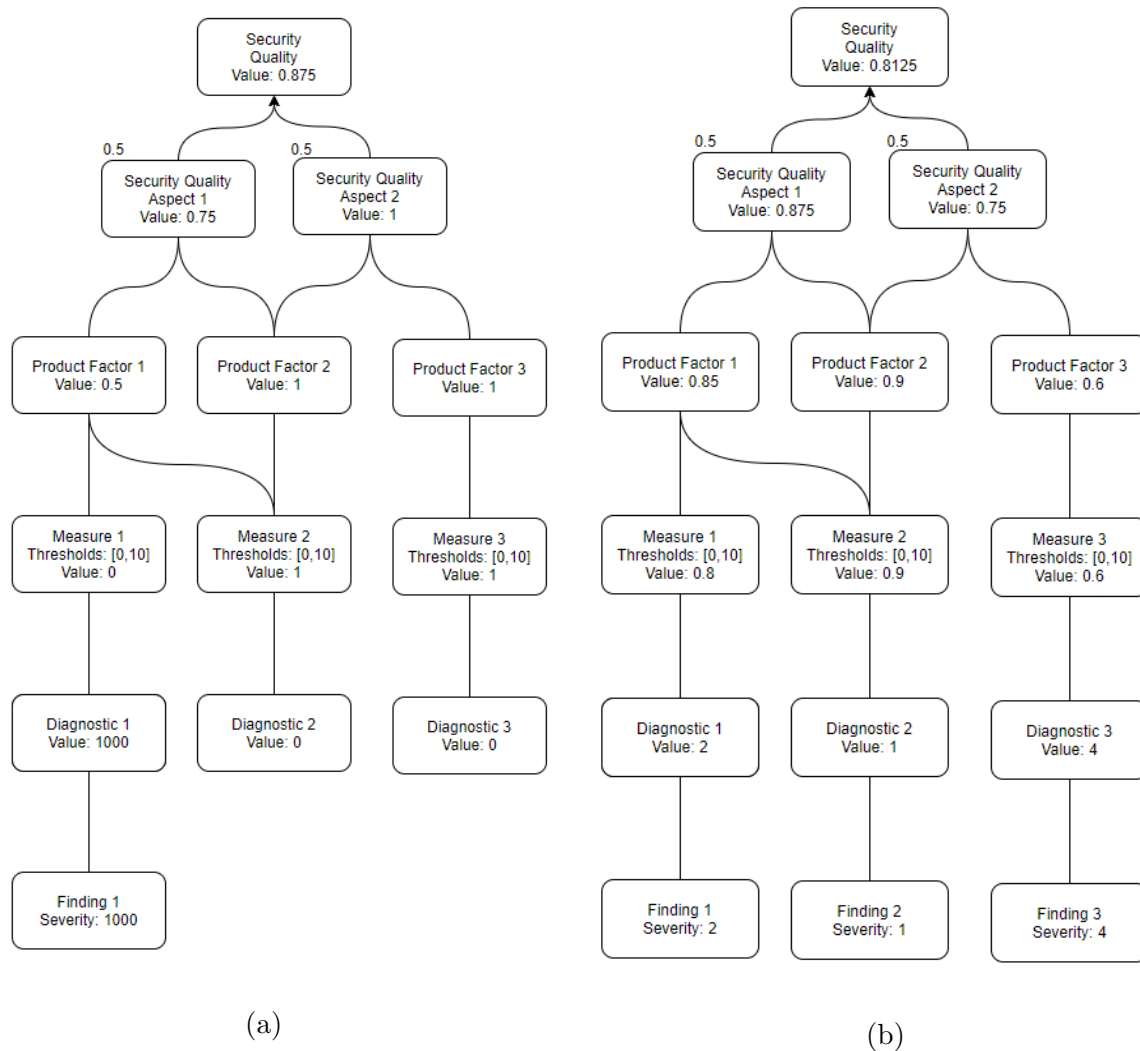 Security
Quality
Value: 0.875
0.5
0.5
Security Quality
Aspect 1
Value: 0.75
Security Quality
Aspect 2
Value: 1
Product Factor 1
Value: 0.5
Product Factor 2
Value: 1
Product Factor 3
Value: 1
Measure 1
Thresholds: [0,10]
Value: 0
Measure 2
Thresholds: [0,10]
Value: 1
Measure 3
Thresholds: [0,10]
Value: 1
Diagnostic 1
Value: 1000
Diagnostic 2
Value: 0
Diagnostic 3
Value: 0
Finding 1
Severity: 1000
(a)
Security
Quality
Value: 0.8125
0.5
0.5
Security Quality
Aspect 1
Value: 0.875
Security Quality
Aspect 2
Value: 0.75
Product Factor 1
Value: 0.85
Product Factor 2
Value: 0.9
Product Factor 3
Value: 0.6
Measure 1
Thresholds: [0,10]
Value: 0.8
Measure 2
Thresholds: [0,10]
Value: 0.9
Measure 3
Thresholds: [0,10]
Value: 0.6
Diagnostic 1
Value: 2
Diagnostic 2
Value: 1
Diagnostic 3
Value: 4
Finding 1
Severity: 2
Finding 2
Severity: 1
Finding 3
Severity: 4
(b)